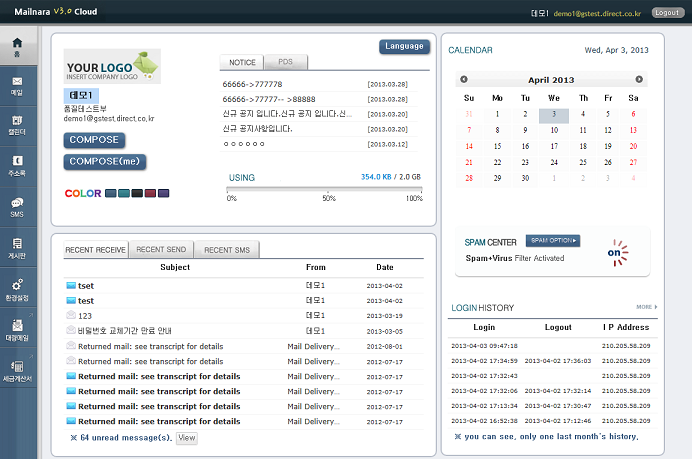 Mailnara v3.0 Cloud
데모1 demo1@gstest.direct.co.kr Logout
홈
메일
캘린더
주소록
SMS
게시판
환경설정
대량메일
세금계산서
YOUR LOGO
INSERT COMPANY LOGO
데모1
품질테스트부
demo1@gstest.direct.co.kr
COMPOSE
COMPOSE(me)
COLOR
Language
NOTICE PDS
66666->777778 [2013.03.28]
66666->77777-- >88888 [2013.03.28]
신규 공지 입니다.신규 공지 입니다.신... [2013.03.20]
신규 공지사항입니다. [2013.03.20]
ㅇㅇㅇㅇㅇㅇ [2013.03.12]
USING 354.0 KB / 2.0 GB
0% 50% 100%
RECENT RECEIVE RECENT SEND RECENT SMS
Subject From Date
tset 데모1 2013-04-02
test 데모1 2013-04-02
123 데모1 2013-03-19
비밀번호 교체기간 만료 안내 데모1 2013-03-05
Returned mail: see transcript for details Mail Delivery... 2012-08-01
Returned mail: see transcript for details Mail Delivery... 2012-07-17
Returned mail: see transcript for details Mail Delivery... 2012-07-17
Returned mail: see transcript for details Mail Delivery... 2012-07-17
Returned mail: see transcript for details Mail Delivery... 2012-07-17
Returned mail: see transcript for details Mail Delivery... 2012-07-17
※ 64 unread message(s). View
CALENDAR Wed, Apr 3, 2013
April 2013
Su Mo Tu We Th Fr Sa
31 1 2 3 4 5 6
7 8 9 10 11 12 13
14 15 16 17 18 19 20
21 22 23 24 25 26 27
28 29 30 1 2 3 4
SPAM CENTER SPAM OPTION
Spam+Virus Filter Activated
on
LOGIN HISTORY MORE
Login Logout I P Address
2013-04-03 09:47:18 210.205.58.209
2013-04-02 17:34:59 2013-04-02 17:36:03 210.205.58.209
2013-04-02 17:32:43 210.205.58.209
2013-04-02 17:32:06 2013-04-02 17:32:14 210.205.58.209
2013-04-02 17:13:34 2013-04-02 17:30:47 210.205.58.209
2013-04-02 16:52:38 2013-04-02 17:12:46 210.205.58.209
※ you can see, only one last month's history.